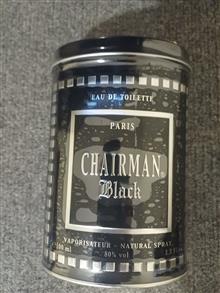 EAU DE TOILETTE
PARIS
CHAIRMAN
Black
VAPORISATEUR - NATURAL SPRAY
80% vol